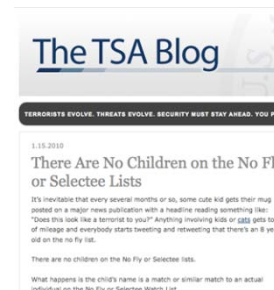 The TSA Blog
TERRORISTS EVOLVE. THREATS EVOLVE. SECURITY MUST STAY AHEAD. YOU P
1.15.2010
There Are No Children on the No Fl
or Selectee Lists
It's inevitable that every several months or so, some cute kid gets their mug
posted on a major news publication with a headline reading something like:
"Does this look like a terrorist to you?" Anything involving kids or cats gets to
of mileage and everybody starts tweeting and retweeting that there's an 8 ye
old on the no fly list.
There are no children on the No Fly or Selectee lists.
What happens is the child's name is a match or similar match to an actual
individual on the No Fly or Selectee Watch List